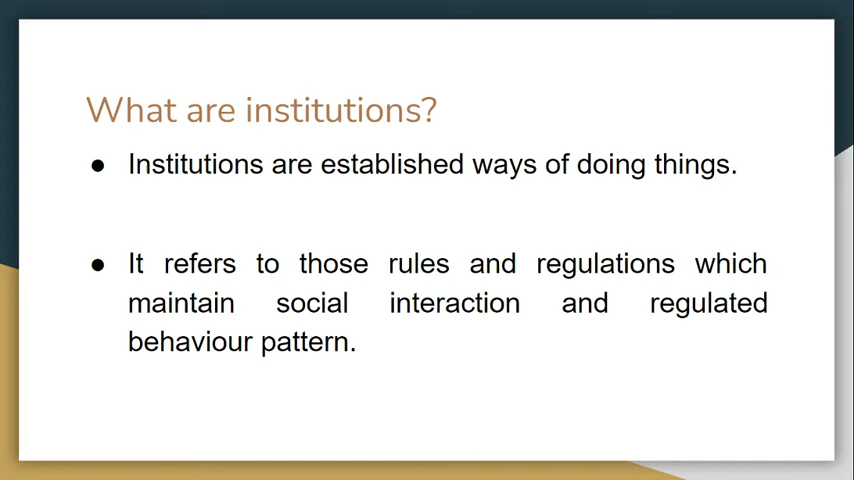 What are institutions?
● Institutions are established ways of doing things.
● It refers to those rules and regulations which
maintain social interaction and regulated
behaviour pattern.